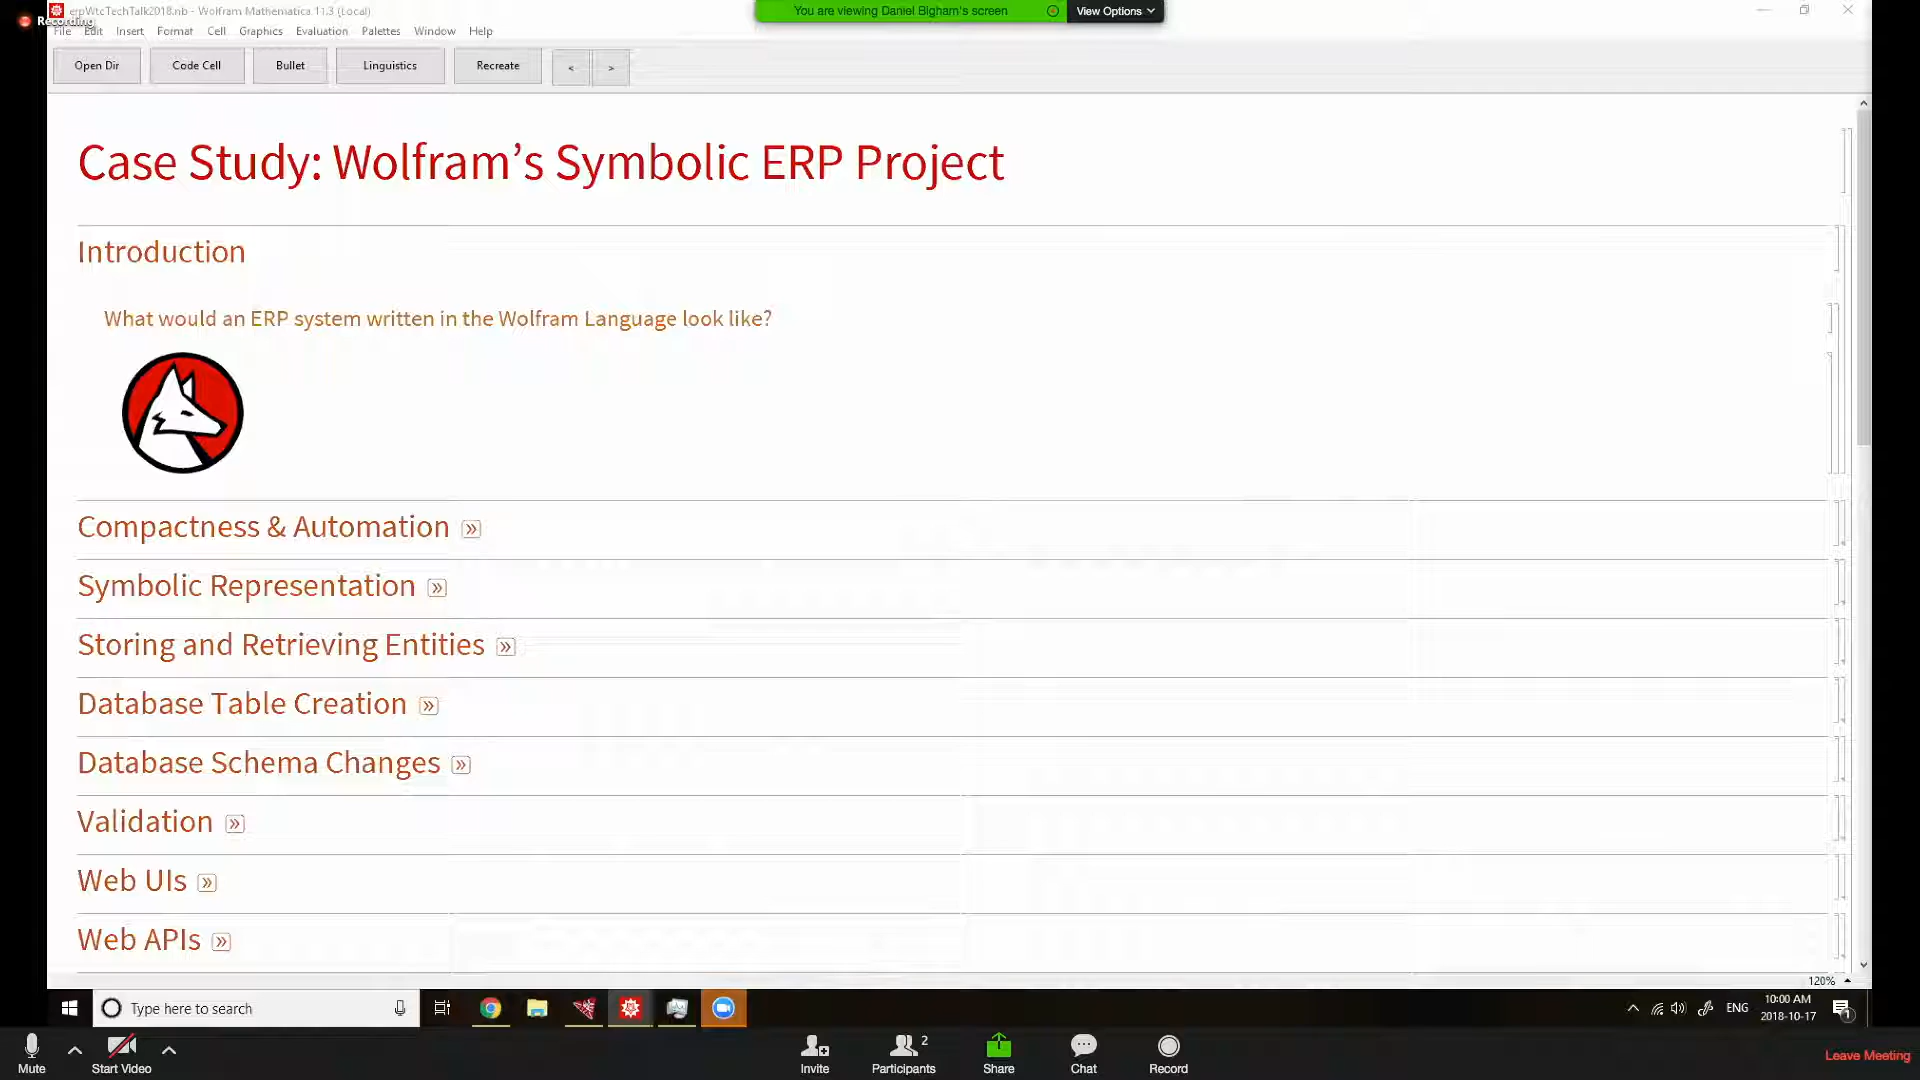 erpWtcTechTalk2018.nb - Wolfram Mathematica 11.3 (Local)
Recording
You are viewing Daniel Bigham's screen
View Options
File Edit Insert Format Cell Graphics Evaluation Palettes Window Help
Open Dir
Code Cell
Bullet
Linguistics
Recreate
<
>
Case Study: Wolfram's Symbolic ERP Project
Introduction
What would an ERP system written in the Wolfram Language look like?
Compactness & Automation »
Symbolic Representation »
Storing and Retrieving Entities »
Database Table Creation »
Database Schema Changes »
Validation »
Web UIs »
Web APIs »
120%
Type here to search
ENG
10:00 AM
2018-10-17
1
Mute
Start Video
Invite
2
Participants
Share
Chat
Record
Leave Meeting